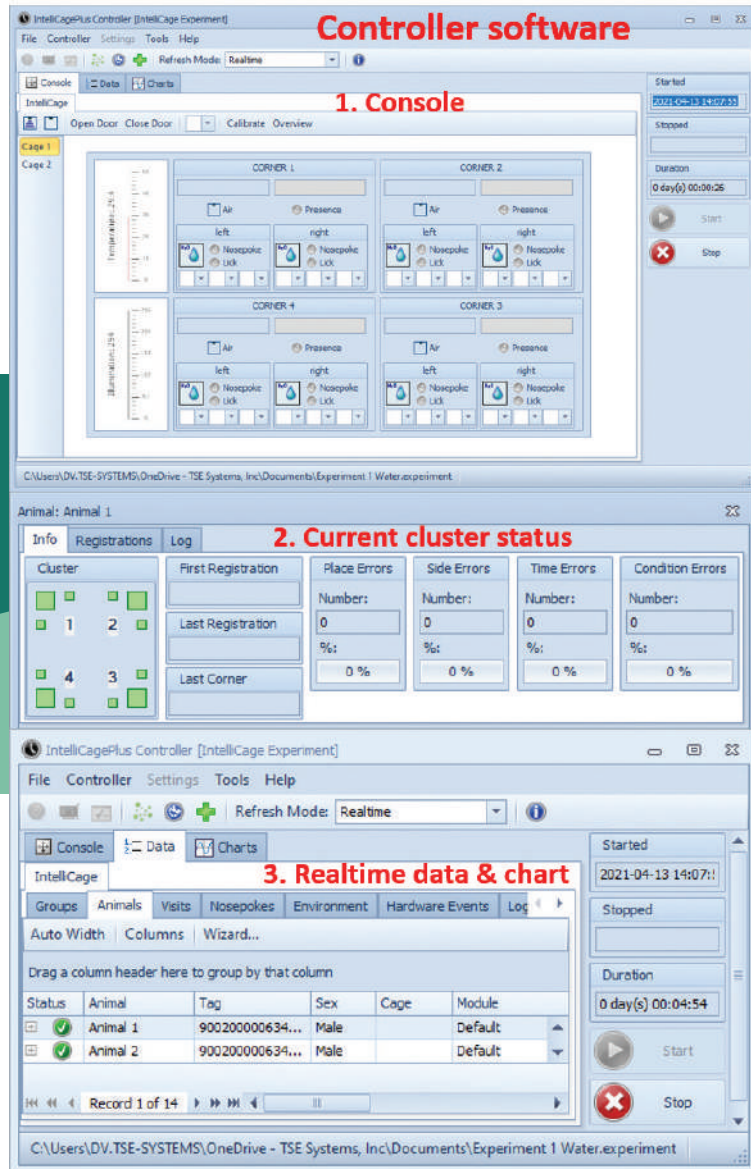 IntelliCagePlus Controller [IntelliCage Experiment]
Controller software
File Controller Settings Tools Help
Refresh Mode: Realtime
Console Data Charts
IntelliCage
1. Console
Open Door Close Door Calibrate Overview
Cage 1
Cage 2
Started
2021-04-13 14:07:55
Stopped
Duration
0 day(s) 00:00:26
Start
Stop
CORNER 1 CORNER 2
Air Presence Air Presence
left right left right
Nosepoke Nosepoke Nosepoke Nosepoke
Lick Lick Lick Lick
CORNER 4 CORNER 3
Air Presence Air Presence
left right left right
Nosepoke Nosepoke Nosepoke Nosepoke
Lick Lick Lick Lick
C:\Users\DV.TSE-SYSTEMS\OneDrive - TSE Systems, Inc\Documents\Experiment 1 Water.experiment
Animal: Animal 1
Info Registrations Log
2. Current cluster status
Cluster First Registration Place Errors Side Errors Time Errors Condition Errors
Number: Number: Number: Number:
1 2
Last Registration 0 0 0 0
%: %: %: %:
4 3
Last Corner 0 % 0 % 0 % 0 %
IntelliCagePlus Controller [IntelliCage Experiment]
File Controller Settings Tools Help
Refresh Mode: Realtime
Console Data Charts
IntelliCage
3. Realtime data & chart
Groups Animals Visits Nosepokes Environment Hardware Events Log
Auto Width Columns Wizard...
Drag a column header here to group by that column
Status Animal Tag Sex Cage Module
Animal 1 900200000634... Male Default
Animal 2 900200000634... Male Default
Record 1 of 14
Started
2021-04-13 14:07:
Stopped
Duration
0 day(s) 00:04:54
Start
Stop
C:\Users\DV.TSE-SYSTEMS\OneDrive - TSE Systems, Inc\Documents\Experiment 1 Water.experiment